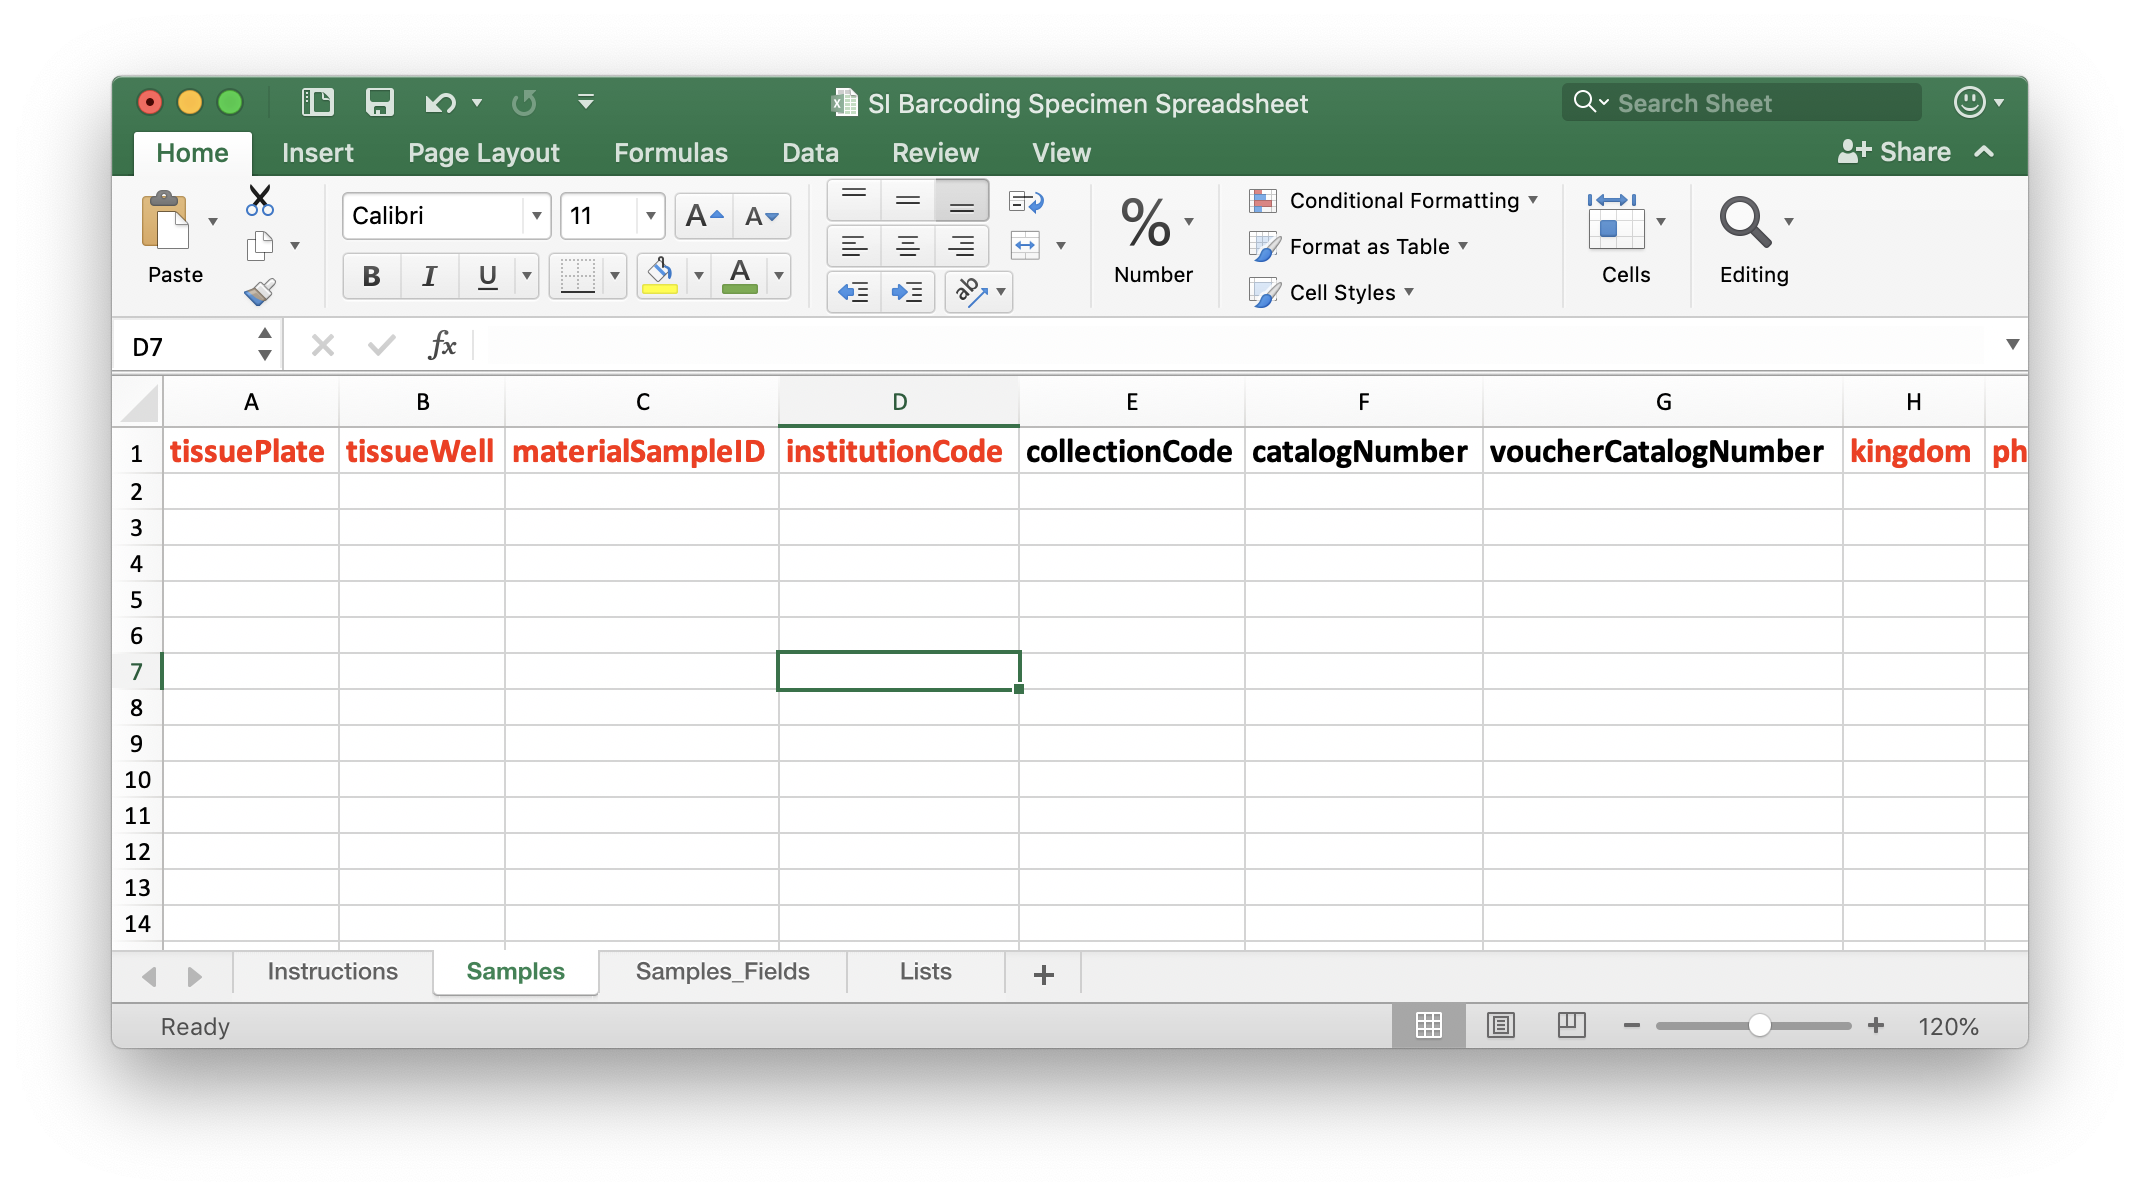 SI Barcoding Specimen Spreadsheet
Search Sheet
Home Insert Page Layout Formulas Data Review View Share
Paste
Calibri 11 A A
B I U A
ab
% Number
Conditional Formatting
Format as Table
Cell Styles
Cells
Editing
D7 fx
A B C D E F G H
1 tissuePlate tissueWell materialSampleID institutionCode collectionCode catalogNumber voucherCatalogNumber kingdom ph
2
3
4
5
6
7
8
9
10
11
12
13
14
Instructions Samples Samples_Fields Lists +
Ready 120%